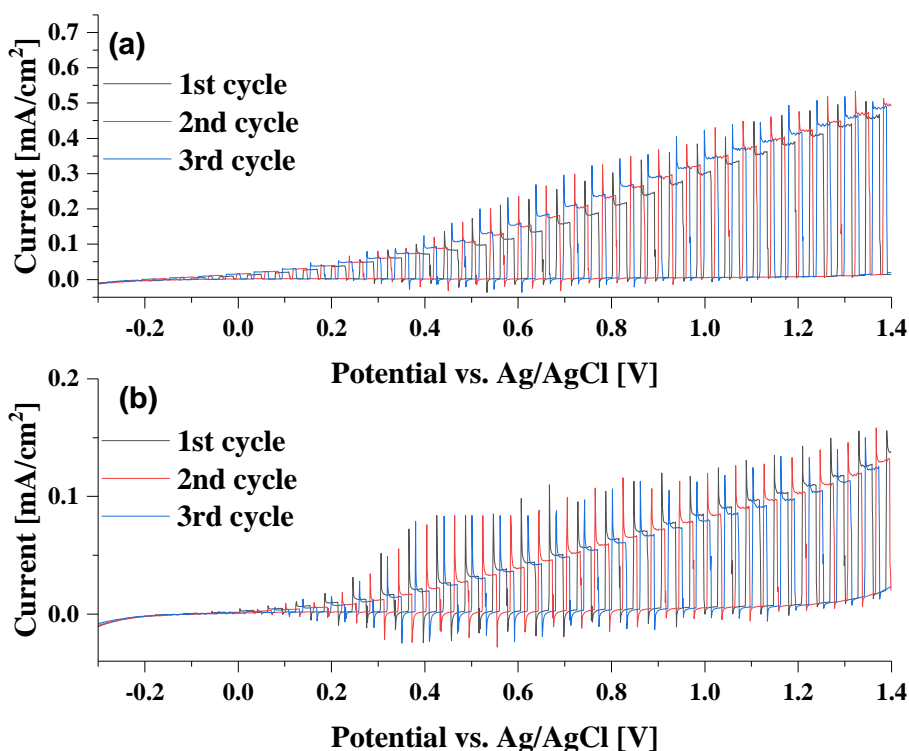 (a)
1st cycle
2nd cycle
3rd cycle
Current [mA/cm²]
0.7
0.6
0.5
0.4
0.3
0.2
0.1
0.0
-0.2 0.0 0.2 0.4 0.6 0.8 1.0 1.2 1.4
Potential vs. Ag/AgCl [V]
(b)
1st cycle
2nd cycle
3rd cycle
Current [mA/cm²]
0.2
0.1
0.0
-0.2 0.0 0.2 0.4 0.6 0.8 1.0 1.2 1.4
Potential vs. Ag/AgCl [V]